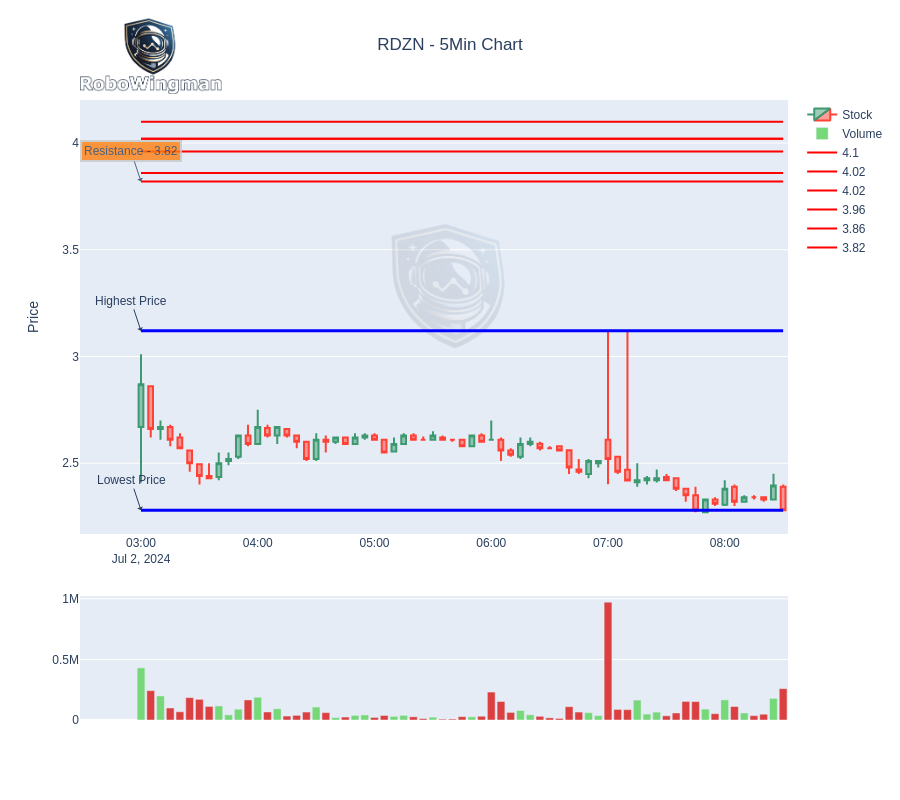 RDZN - 5Min Chart
RoboWingman
Stock
Volume
4.1
4.02
4.02
3.96
3.86
3.82
4
Resistance - 3.82
3.5
Highest Price
Price
3
2.5
Lowest Price
03:00
04:00
05:00
06:00
07:00
08:00
Jul 2, 2024
1M
0.5M
0